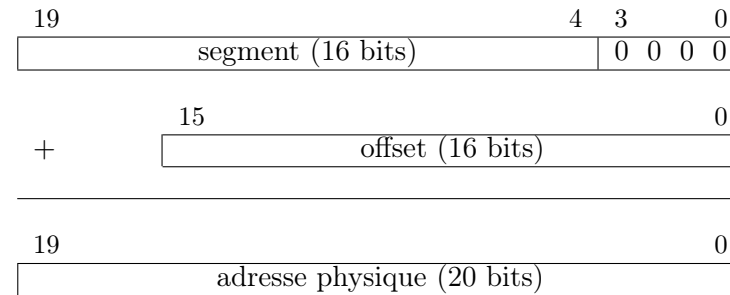 19 4 3 0
segment (16 bits) 0 0 0 0
15 0
+ offset (16 bits)
19 0
adresse physique (20 bits)